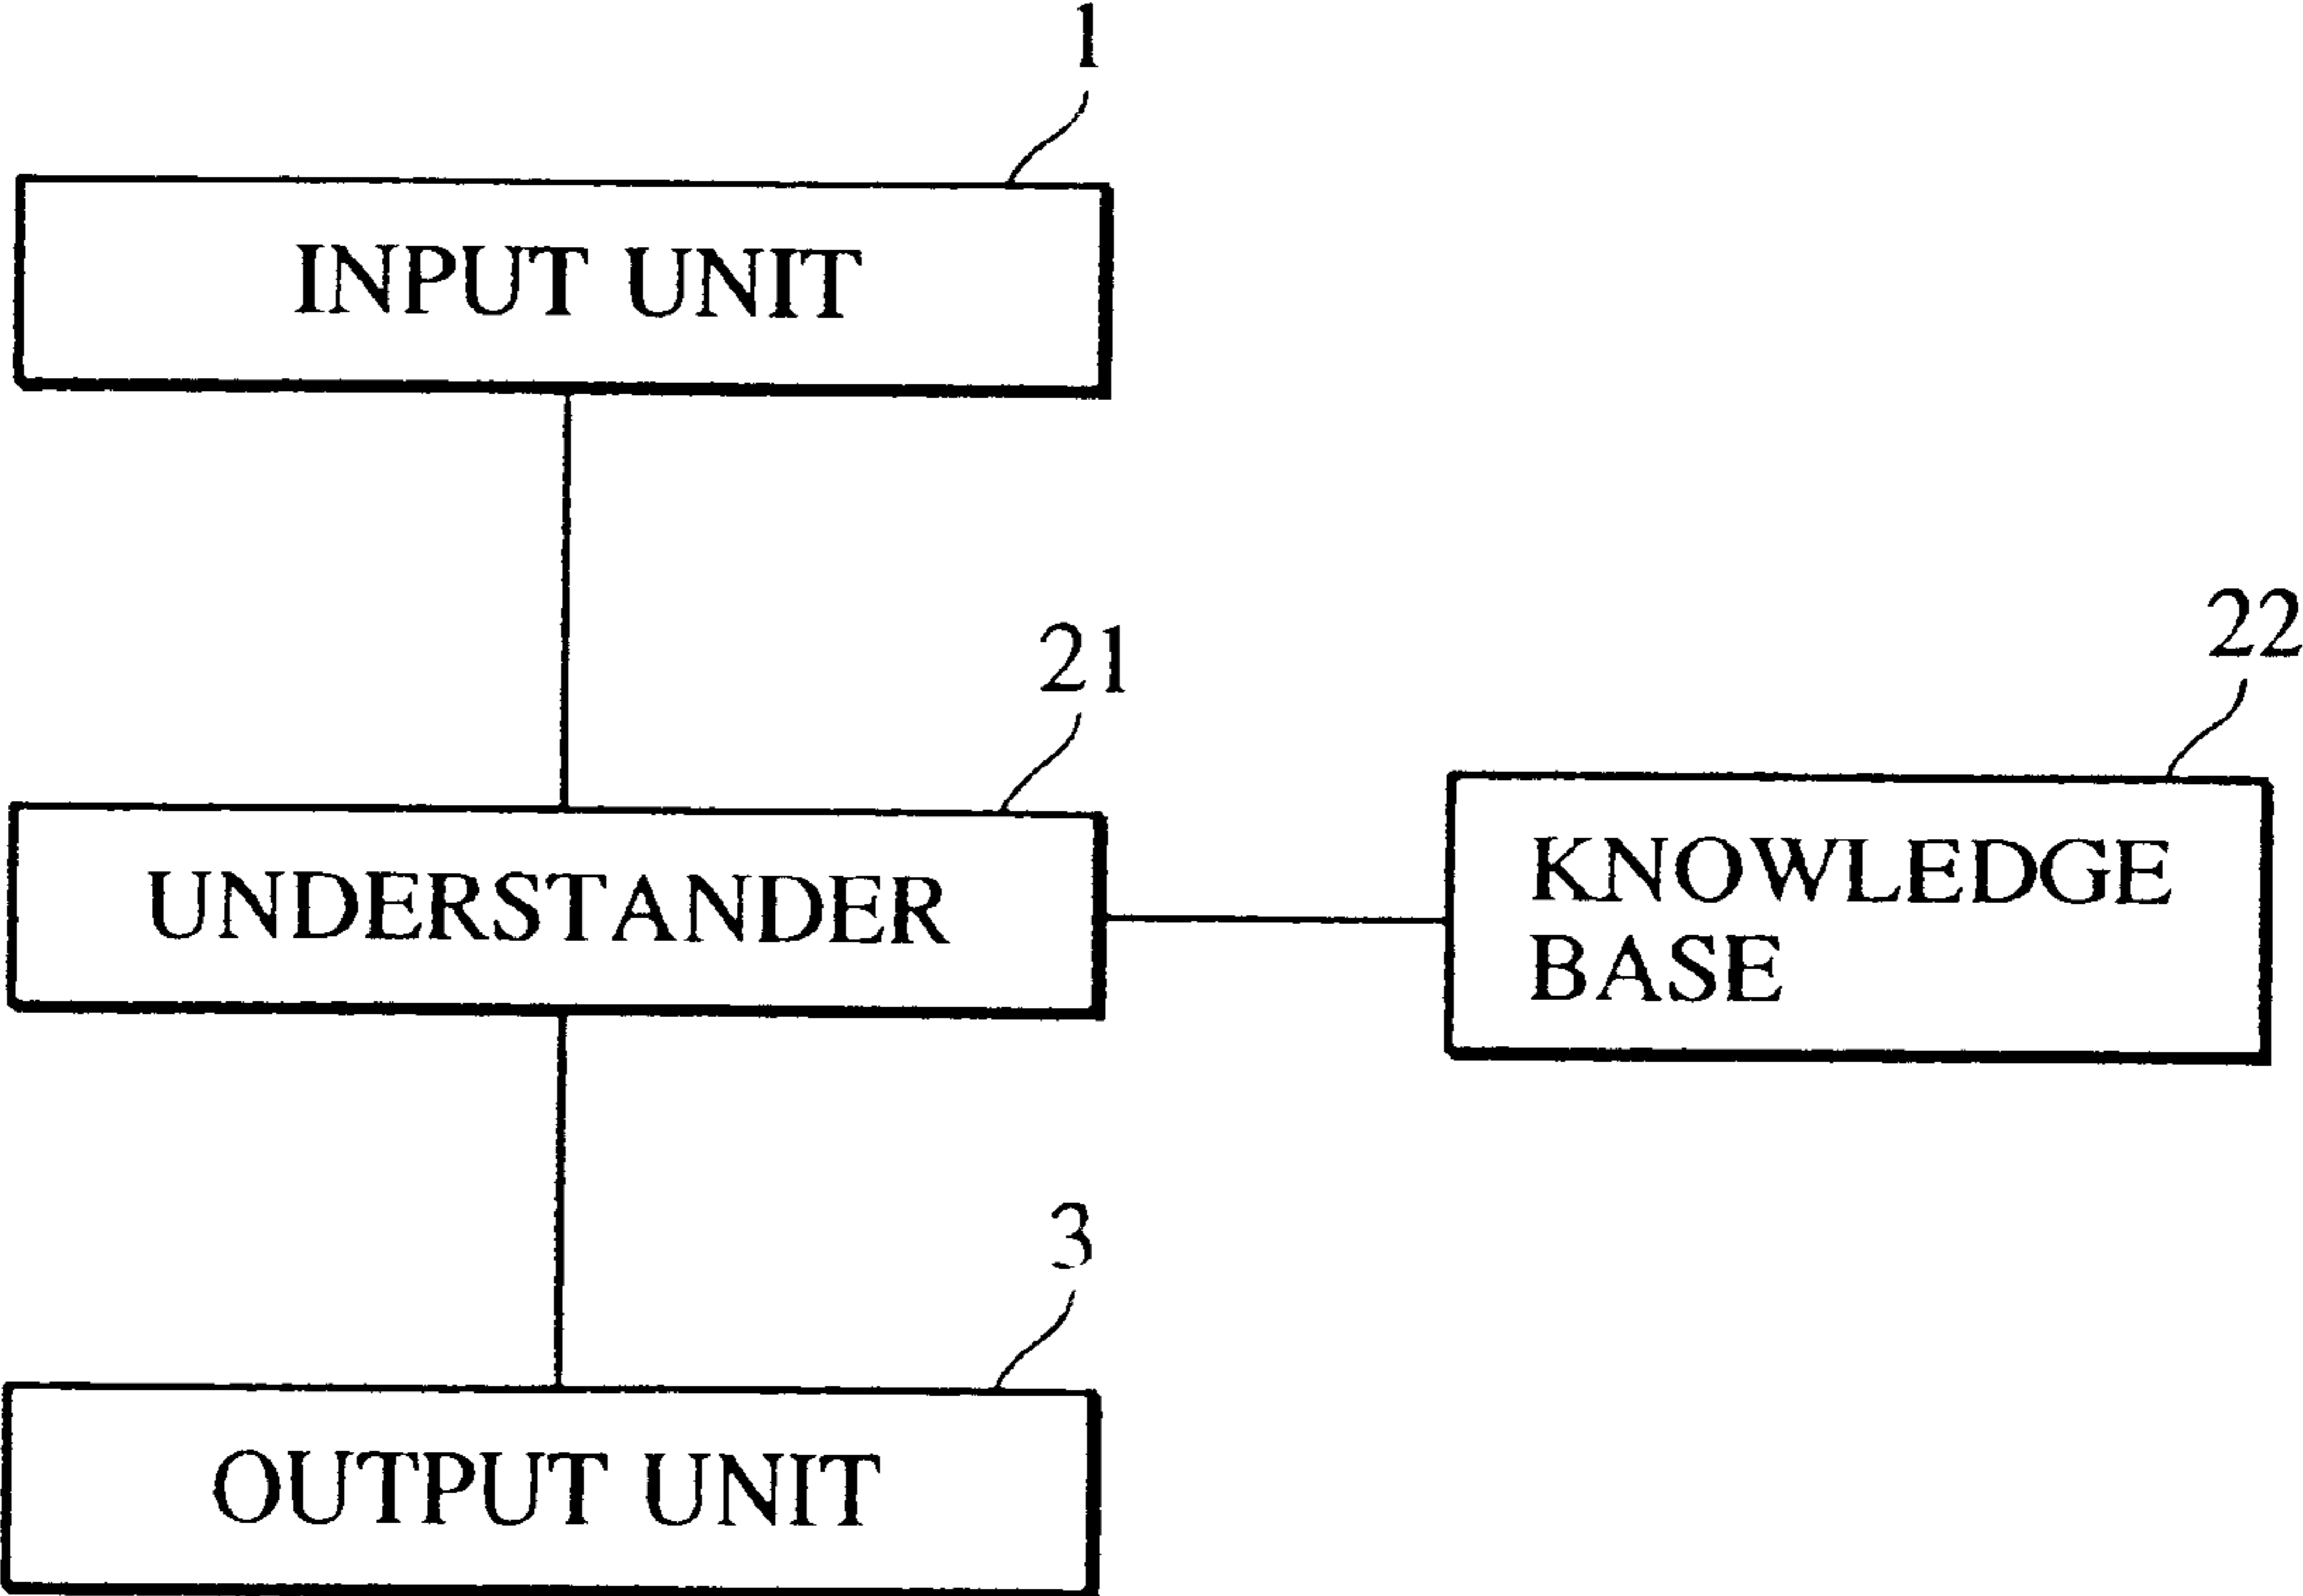 1
INPUT UNIT
21
22
UNDERSTANDER
KNOWLEDGE
BASE
3
OUTPUT UNIT